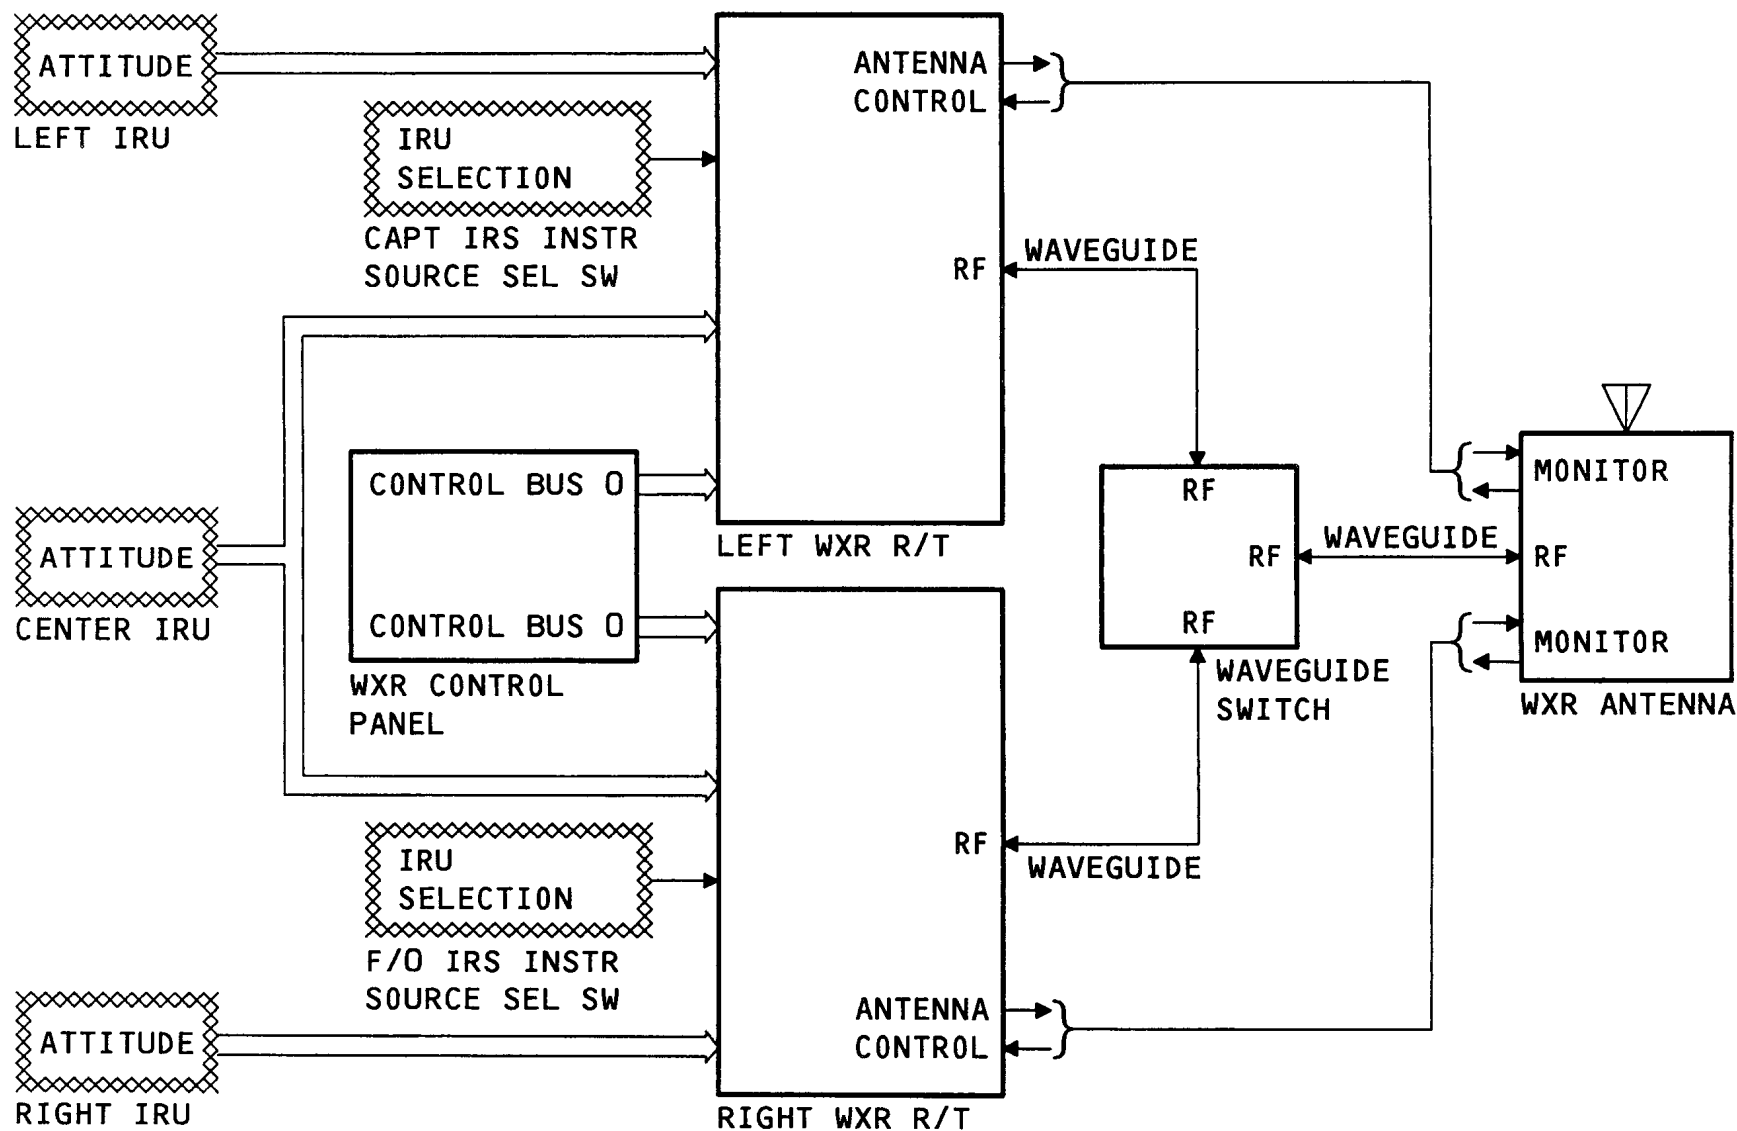 ATTITUDE
LEFT IRU
IRU
SELECTION
CAPT IRS INSTR
SOURCE SEL SW
ANTENNA
CONTROL
RF
WAVEGUIDE
LEFT WXR R/T
CONTROL BUS O
CONTROL BUS O
WXR CONTROL
PANEL
ATTITUDE
CENTER IRU
RF
RF
RF
WAVEGUIDE
SWITCH
WAVEGUIDE
MONITOR
RF
MONITOR
WXR ANTENNA
IRU
SELECTION
F/O IRS INSTR
SOURCE SEL SW
RF
WAVEGUIDE
ANTENNA
CONTROL
RIGHT WXR R/T
ATTITUDE
RIGHT IRU